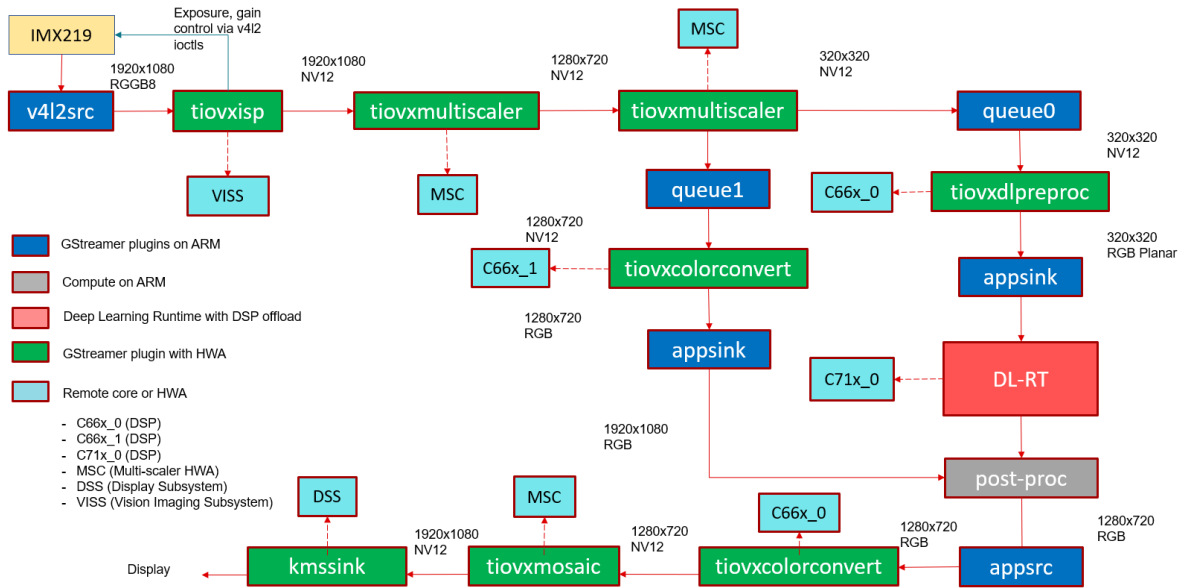 Exposure, gain
control via v4l2
ioctls
IMX219
MSC
1920x1080
RGGB8
1920x1080
NV12
1280x720
NV12
320x320
NV12
v4l2src
tiovxisp
tiovxmultiscaler
tiovxmultiscaler
queue0
320x320
NV12
VISS
MSC
queue1
C66x_0
tiovxdlpreproc
1280x720
NV12
320x320
RGB Planar
GStreamer plugins on ARM
C66x_1
tiovxcolorconvert
appsink
Compute on ARM
1280x720
RGB
Deep Learning Runtime with DSP offload
GStreamer plugin with HWA
appsink
C71x_0
DL-RT
Remote core or HWA
- C66x_0 (DSP)
- C66x_1 (DSP)
- C71x_0 (DSP)
- MSC (Multi-scaler HWA)
- DSS (Display Subsystem)
- VISS (Vision Imaging Subsystem)
1920x1080
RGB
post-proc
DSS
MSC
C66x_0
1920x1080
NV12
1280x720
NV12
1280x720
RGB
1280x720
RGB
Display
kmssink
tiovxmosaic
tiovxcolorconvert
appsrc